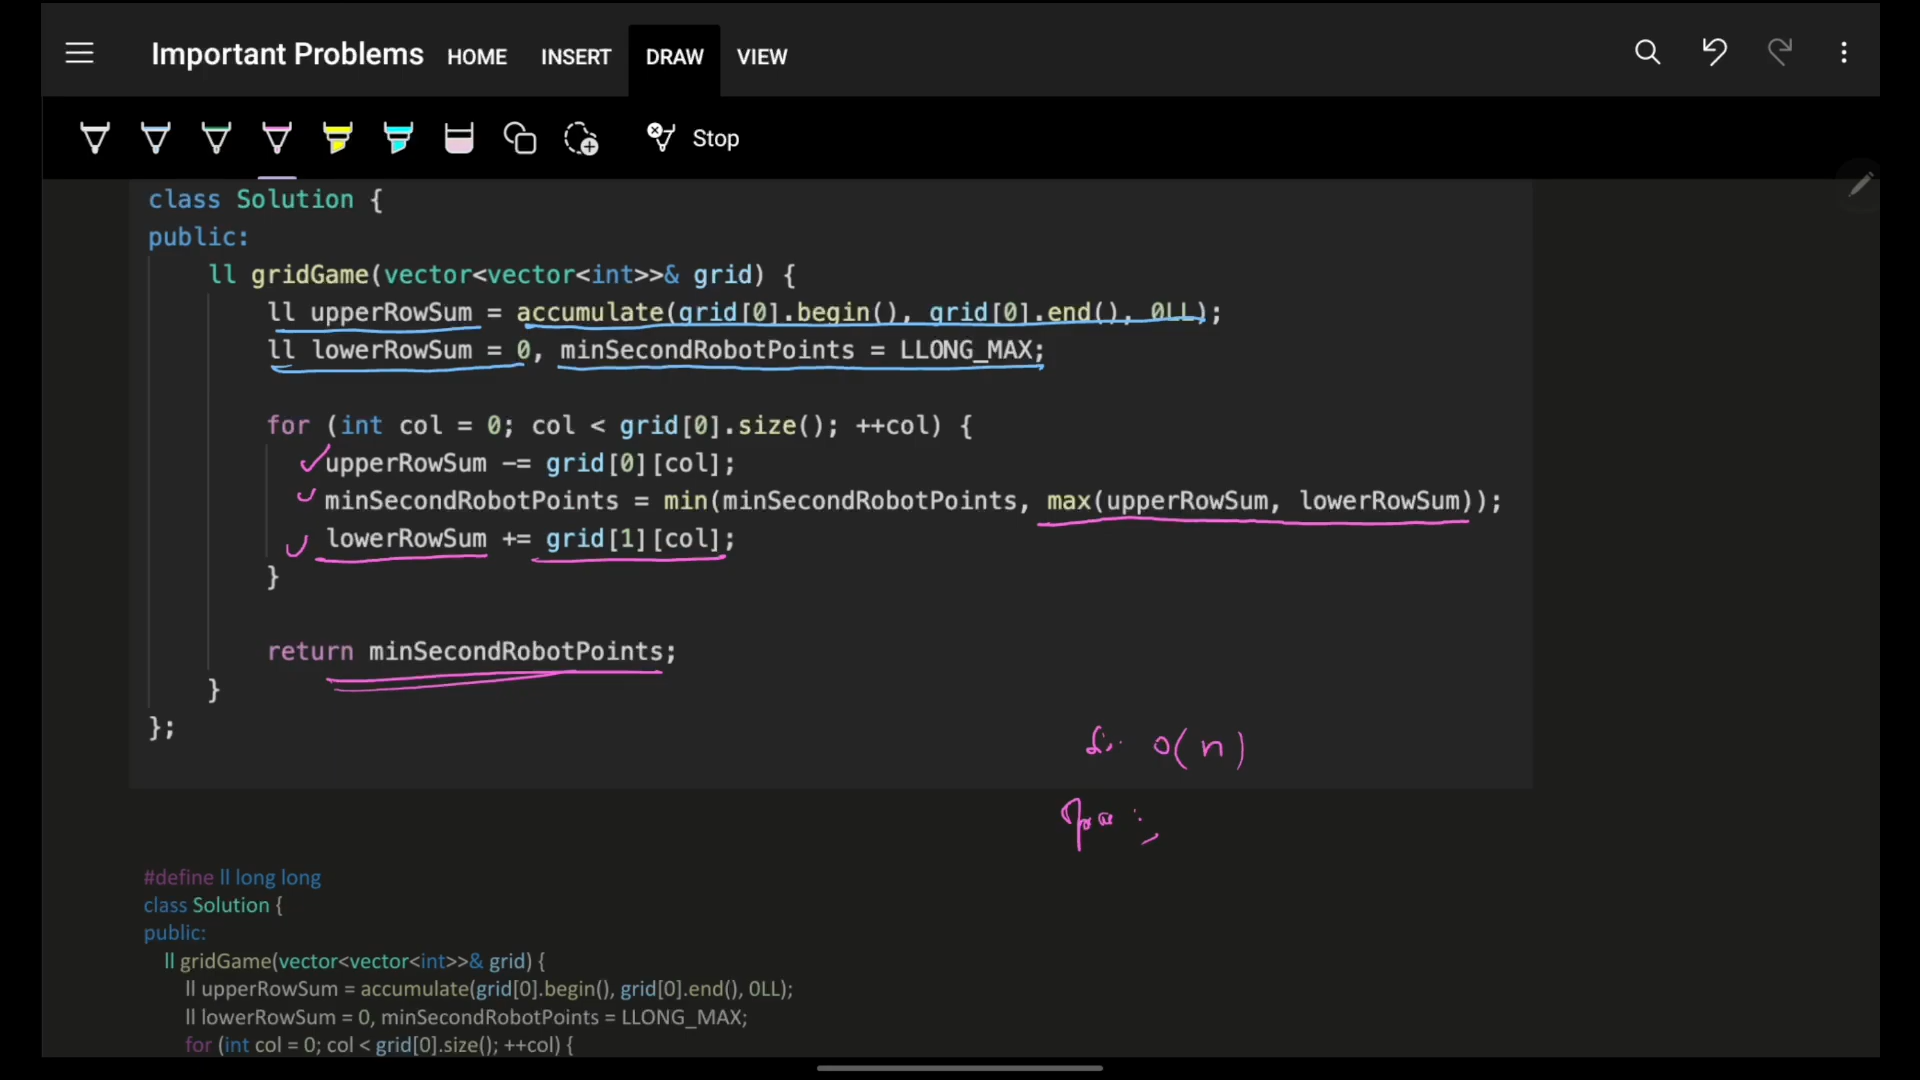 Important Problems HOME INSERT DRAW VIEW
Stop
class Solution {
public:
ll gridGame(vector<vector<int>>& grid) {
ll upperRowSum = accumulate(grid[0].begin(), grid[0].end(), 0LL);
ll lowerRowSum = 0, minSecondRobotPoints = LLONG_MAX;
for (int col = 0; col < grid[0].size(); ++col) {
upperRowSum -= grid[0][col];
minSecondRobotPoints = min(minSecondRobotPoints, max(upperRowSum, lowerRowSum));
lowerRowSum += grid[1][col];
}
return minSecondRobotPoints;
}
};
O(n)
#define ll long long
class Solution {
public:
ll gridGame(vector<vector<int>>& grid) {
ll upperRowSum = accumulate(grid[0].begin(), grid[0].end(), 0LL);
ll lowerRowSum = 0, minSecondRobotPoints = LLONG_MAX;
for (int col = 0; col < grid[0].size(); ++col) {